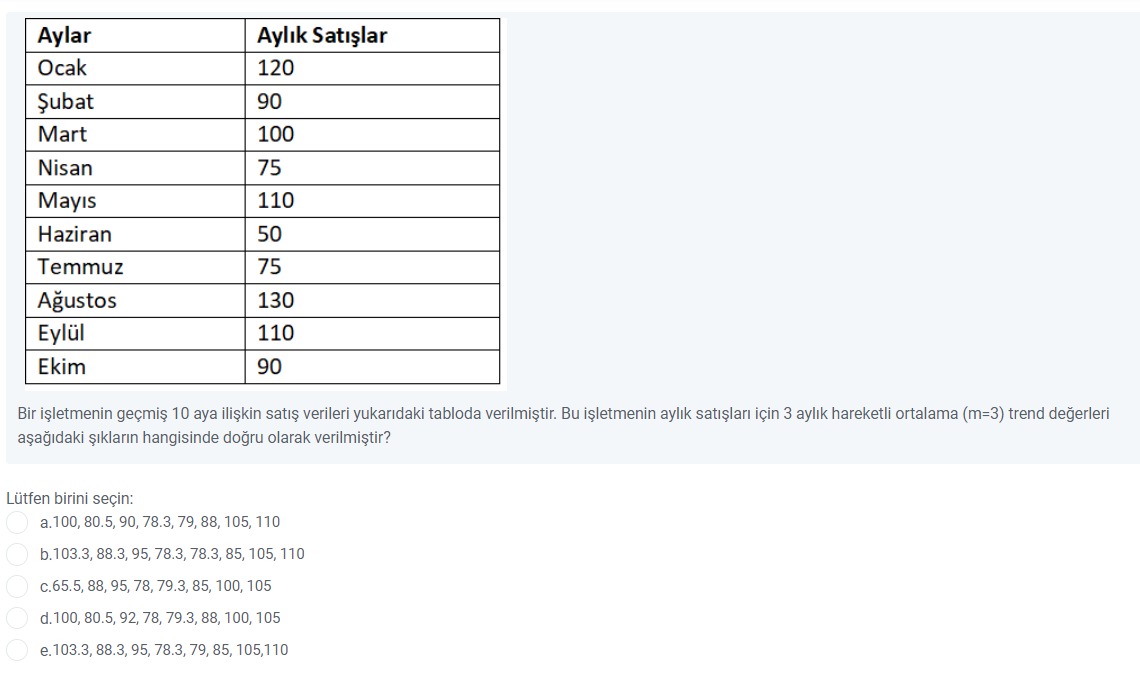 Aylar Aylık Satışlar
Ocak 120
Şubat 90
Mart 100
Nisan 75
Mayıs 110
Haziran 50
Temmuz 75
Ağustos 130
Eylül 110
Ekim 90
Bir işletmenin geçmiş 10 aya ilişkin satış verileri yukarıdaki tabloda verilmiştir. Bu işletmenin aylık satışları için 3 aylık hareketli ortalama (m=3) trend değerleri
aşağıdaki şıkların hangisinde doğru olarak verilmiştir?
Lütfen birini seçin:
a.100, 80.5, 90, 78.3, 79, 88, 105, 110
b.103.3, 88.3, 95, 78.3, 78.3, 85, 105, 110
c.65.5, 88, 95, 78, 79.3, 85, 100, 105
d.100, 80.5, 92, 78, 79.3, 88, 100, 105
e.103.3, 88.3, 95, 78.3, 79, 85, 105,110